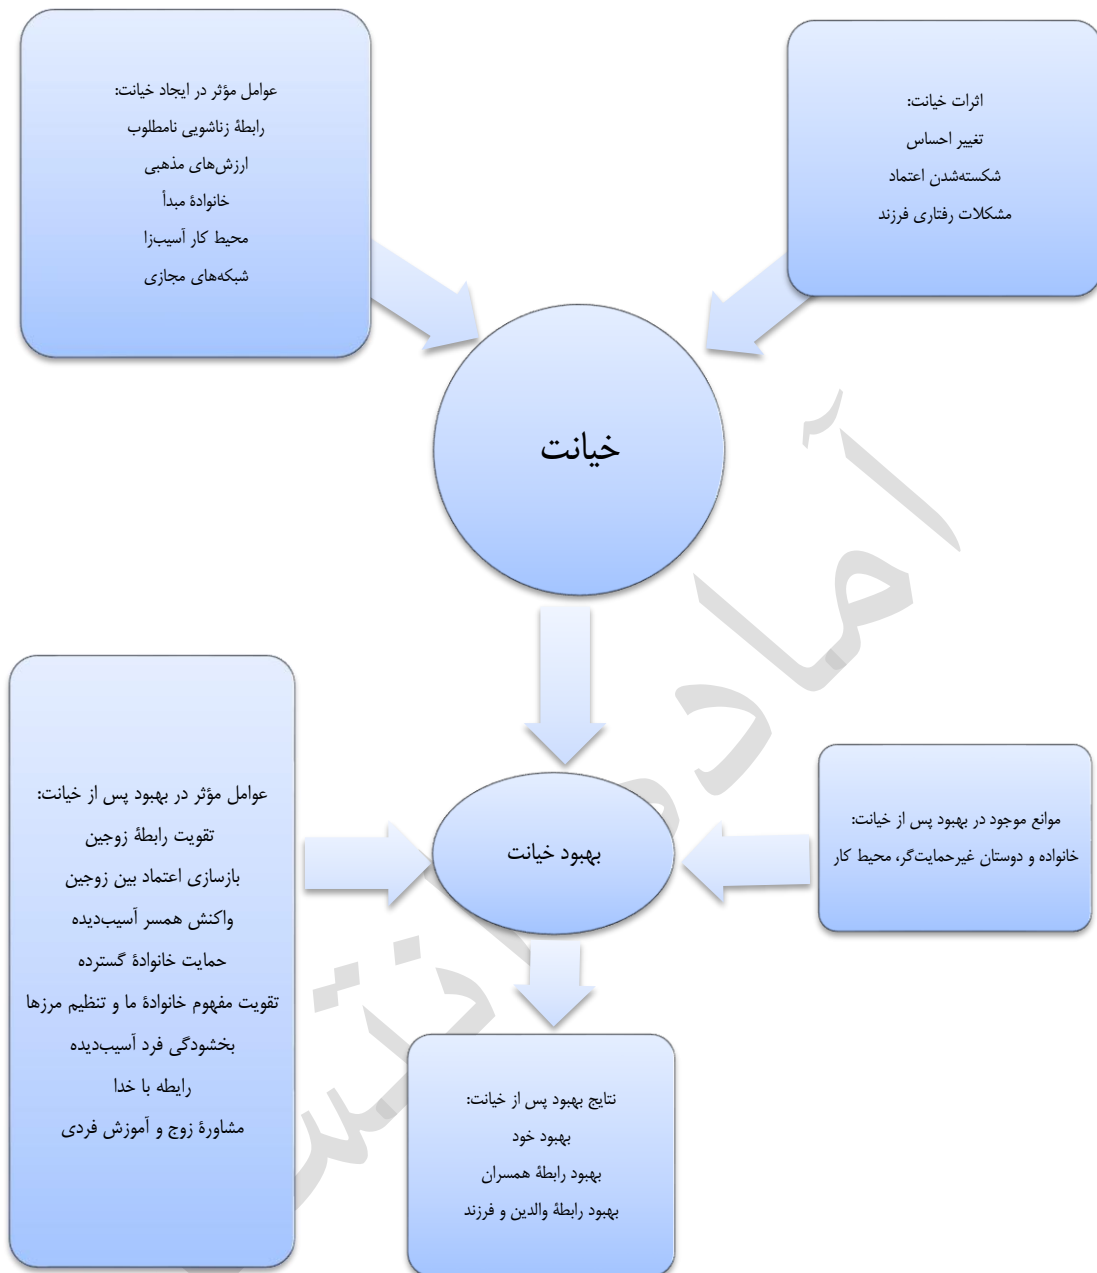 اثرات خیانت:
تغییر احساس
شکسته‌شدن اعتماد
مشکلات رفتاری فرزند
عوامل مؤثر در ایجاد خیانت:
رابطهٔ زناشویی نامطلوب
ارزش‌های مذهبی
خانوادهٔ مبدأ
محیط کار آسیب‌زا
شبکه‌های مجازی
خیانت
موانع موجود در بهبود پس از خیانت:
خانواده و دوستان غیرحمایت‌گر، محیط کار
بهبود خیانت
عوامل مؤثر در بهبود پس از خیانت:
تقویت رابطهٔ زوجین
بازسازی اعتماد بین زوجین
واکنش همسر آسیب‌دیده
حمایت خانوادهٔ گسترده
تقویت مفهوم خانوادهٔ ما و تنظیم مرزها
بخشودگی فرد آسیب‌دیده
رایطه با خدا
مشاورهٔ زوج و آموزش فردی
نتایج بهبود پس از خیانت:
بهبود خود
بهبود رابطهٔ همسران
بهبود رابطهٔ والدین و فرزند